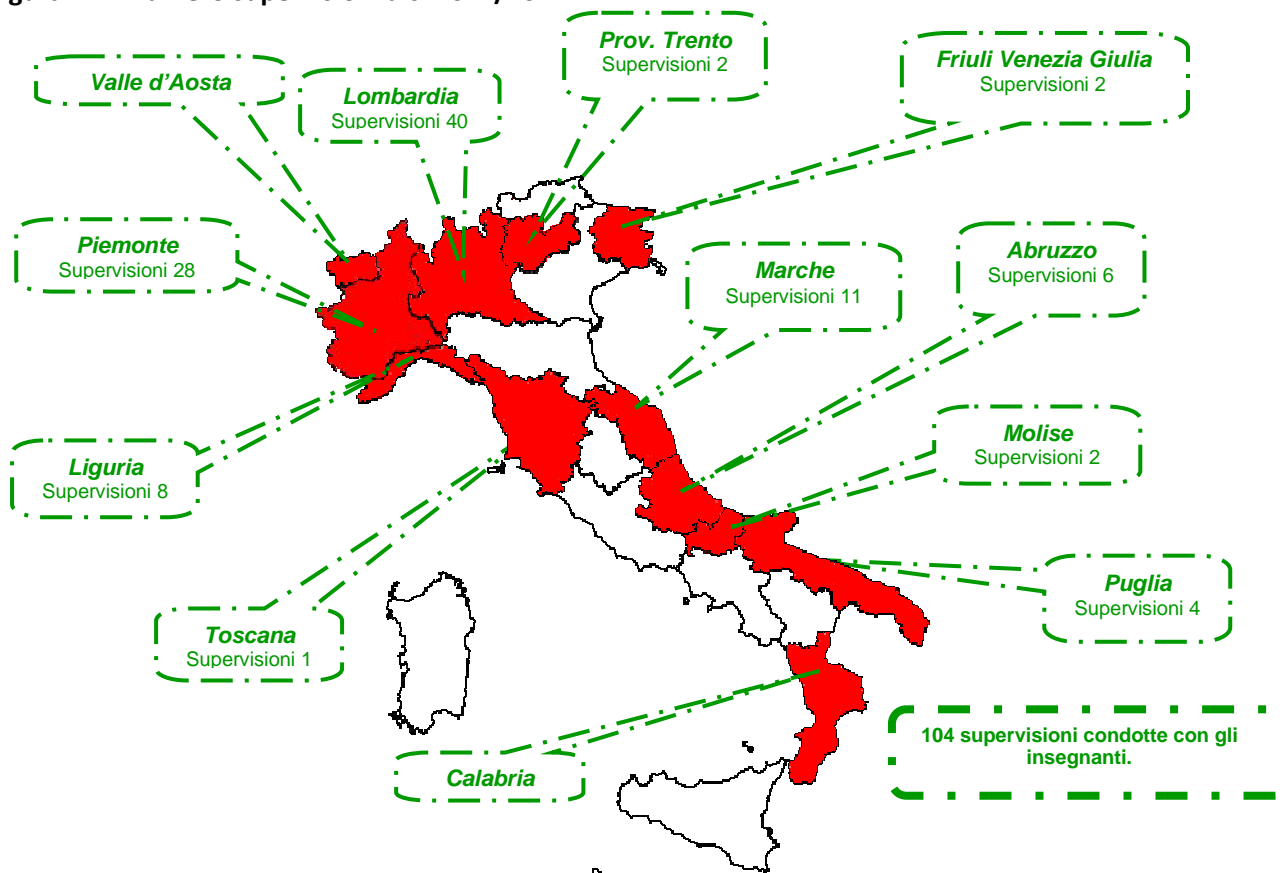 Prov. Trento
Supervisioni 2
Friuli Venezia Giulia
Supervisioni 2
Valle d'Aosta
Lombardia
Supervisioni 40
Piemonte
Supervisioni 28
Marche
Supervisioni 11
Abruzzo
Supervisioni 6
Molise
Supervisioni 2
Liguria
Supervisioni 8
Puglia
Supervisioni 4
Toscana
Supervisioni 1
Calabria
104 supervisioni condotte con gli
insegnanti.